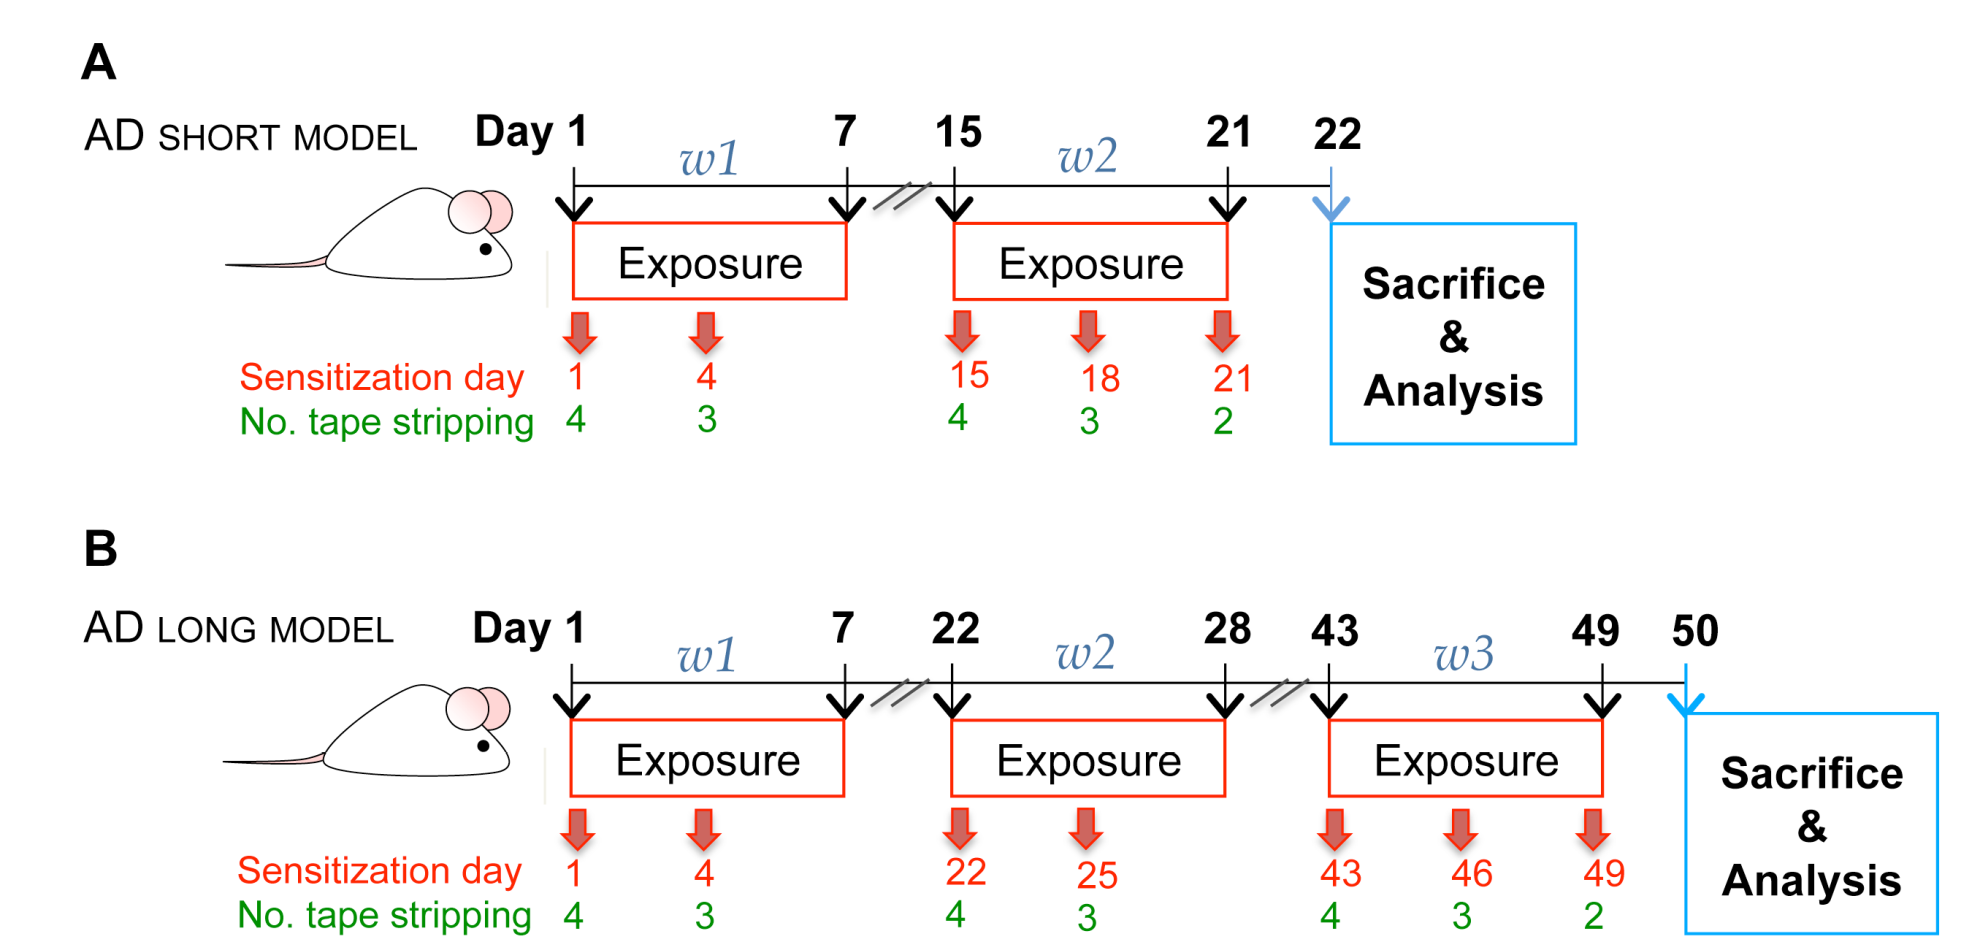 A
AD SHORT MODEL
Day 1 7 15 21 22
w1 w2
Exposure Exposure
Sacrifice
&
Analysis
Sensitization day 1 4 15 18 21
No. tape stripping 4 3 4 3 2
B
AD LONG MODEL
Day 1 7 22 28 43 49 50
w1 w2 w3
Exposure Exposure Exposure
Sacrifice
&
Analysis
Sensitization day 1 4 22 25 43 46 49
No. tape stripping 4 3 4 3 4 3 2